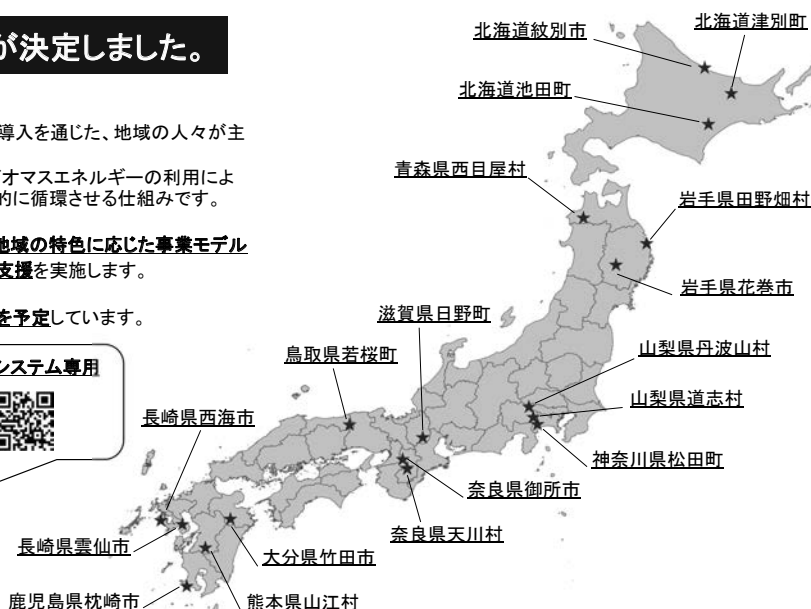 が決定しました。
導入を通じた、地域の人々が主
オマスエネルギーの利用によ
的に循環させる仕組みです。
地域の特色に応じた事業モデル
支援を実施します。
を予定しています。
システム専用
北海道紋別市
北海道津別町
北海道池田町
青森県西目屋村
岩手県田野畑村
岩手県花巻市
滋賀県日野町
鳥取県若桜町
山梨県丹波山村
山梨県道志村
長崎県西海市
神奈川県松田町
奈良県御所市
奈良県天川村
長崎県雲仙市
大分県竹田市
鹿児島県枕崎市
熊本県山江村